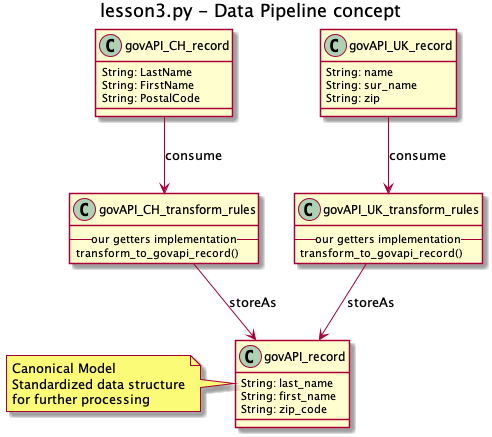 lesson3.py - Data Pipeline concept
C govAPI_CH_record
String: LastName
String: FirstName
String: PostalCode
C govAPI_UK_record
String: name
String: sur_name
String: zip
consume
consume
C govAPI_CH_transform_rules
our getters implementation
transform_to_govapi_record()
C govAPI_UK_transform_rules
our getters implementation
transform_to_govapi_record()
storeAs
storeAs
C govAPI_record
String: last_name
String: first_name
String: zip_code
Canonical Model
Standardized data structure
for further processing